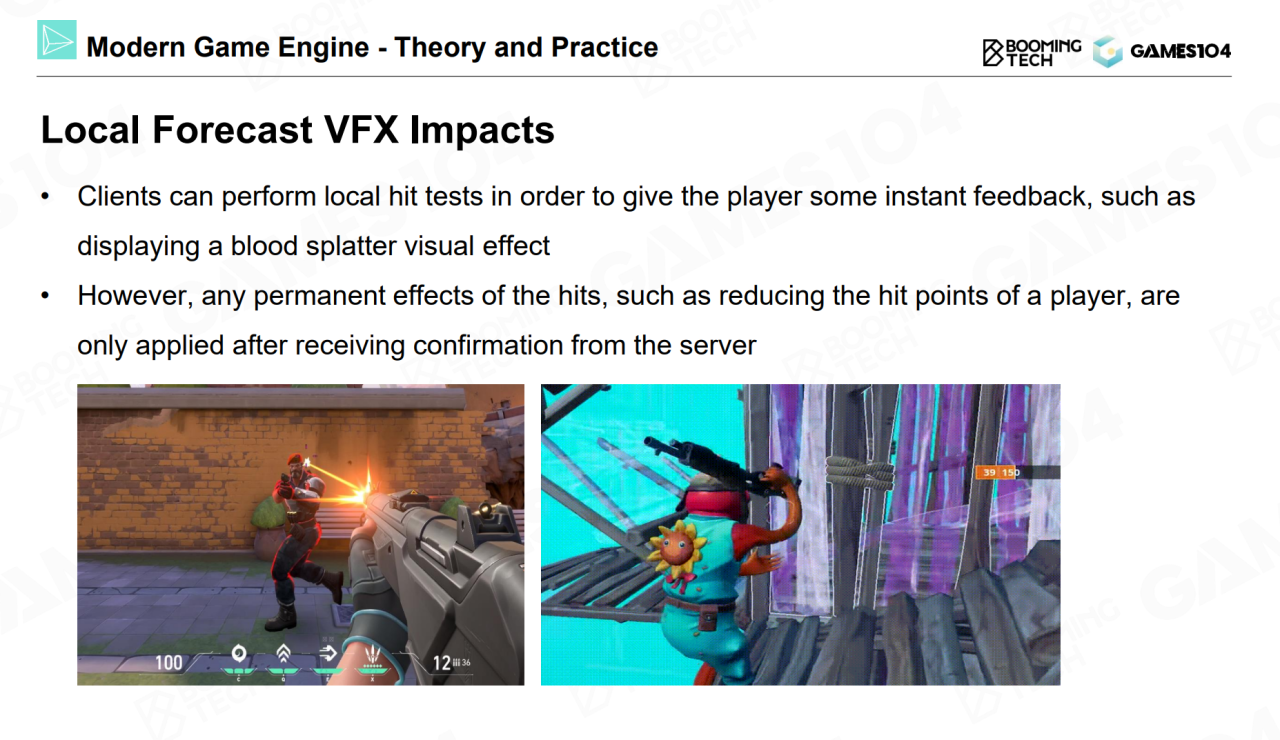 Modern Game Engine - Theory and Practice
BOOMING
TECH
GAMES104
Local Forecast VFX Impacts
• Clients can perform local hit tests in order to give the player some instant feedback, such as
displaying a blood splatter visual effect
• However, any permanent effects of the hits, such as reducing the hit points of a player, are
only applied after receiving confirmation from the server
100
C
Q
E
X
12
36
39 150